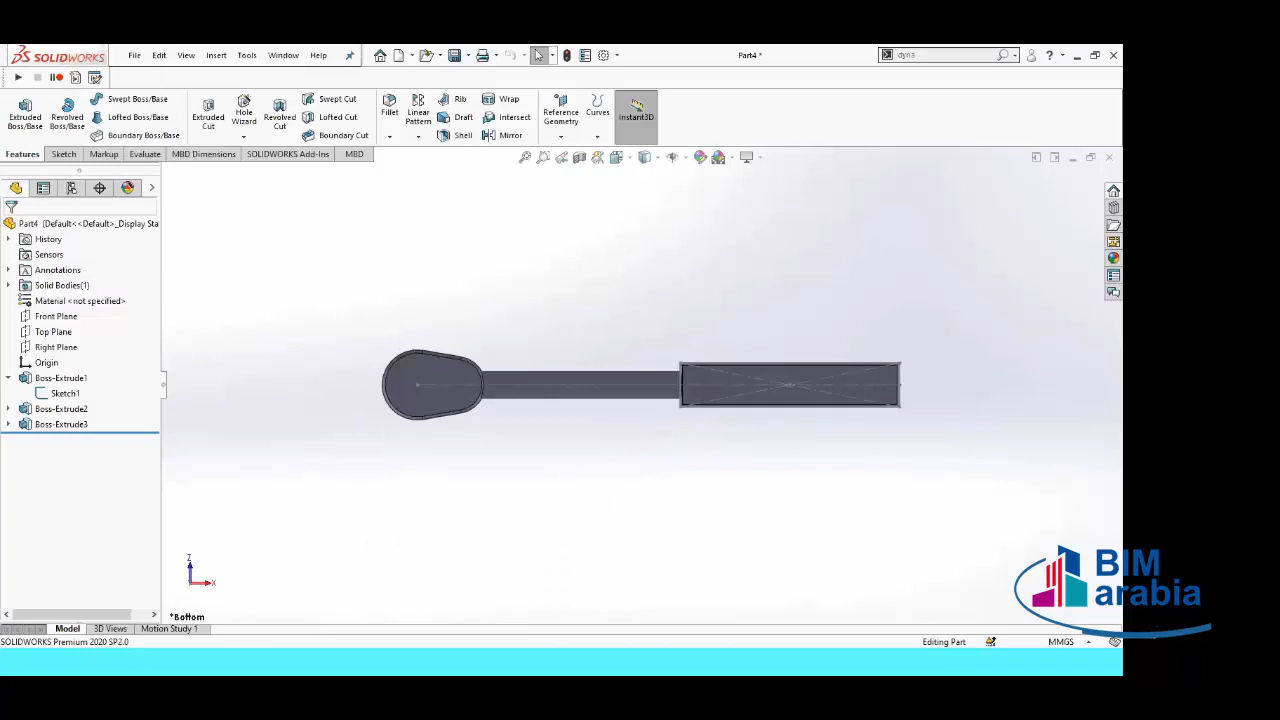 SOLIDWORKS File Edit View Insert Tools Window Help Part4 * dyna
Extruded Boss/Base
Revolved Boss/Base
Swept Boss/Base
Lofted Boss/Base
Boundary Boss/Base
Extruded Cut
Hole Wizard
Revolved Cut
Swept Cut
Lofted Cut
Boundary Cut
Fillet
Linear Pattern
Rib
Draft
Shell
Wrap
Intersect
Mirror
Reference Geometry
Curves
Instant3D
Features Sketch Markup Evaluate MBD Dimensions SOLIDWORKS Add-Ins MBD
Part4 (Default<<Default>_Display Sta
History
Sensors
Annotations
Solid Bodies(1)
Material <not specified>
Front Plane
Top Plane
Right Plane
Origin
Boss-Extrude1
Sketch1
Boss-Extrude2
Boss-Extrude3
Z
X
*Bottom
BIM
arabia
Model 3D Views Motion Study 1
SOLIDWORKS Premium 2020 SP2.0 Editing Part MMGS